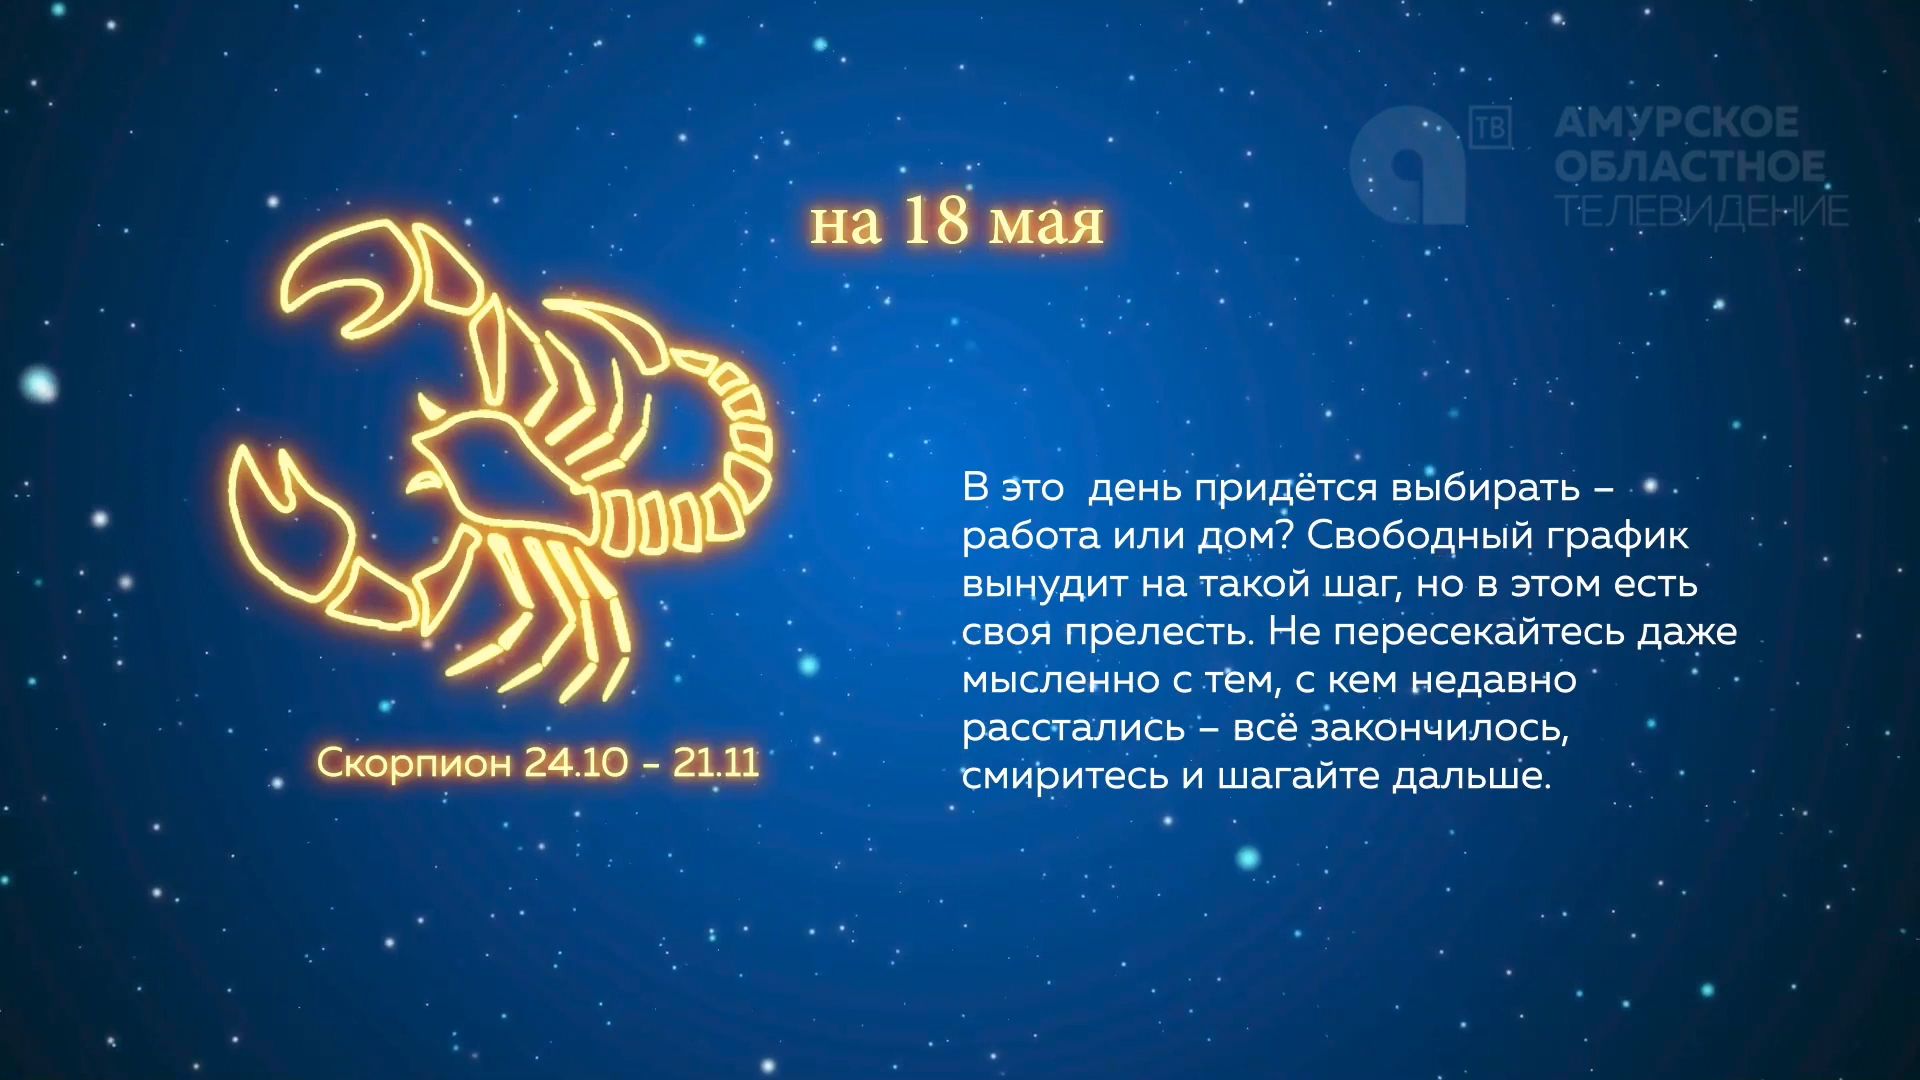 ТВ
АМУРСКОЕ
ОБЛАСТНОЕ
ТЕЛЕВИДЕНИЕ
на 18 мая
В это  день придётся выбирать –
работа или дом? Свободный график
вынудит на такой шаг, но в этом есть
своя прелесть. Не пересекайтесь даже
мысленно с тем, с кем недавно
расстались – всё закончилось,
смиритесь и шагайте дальше.
Скорпион 24.10 - 21.11